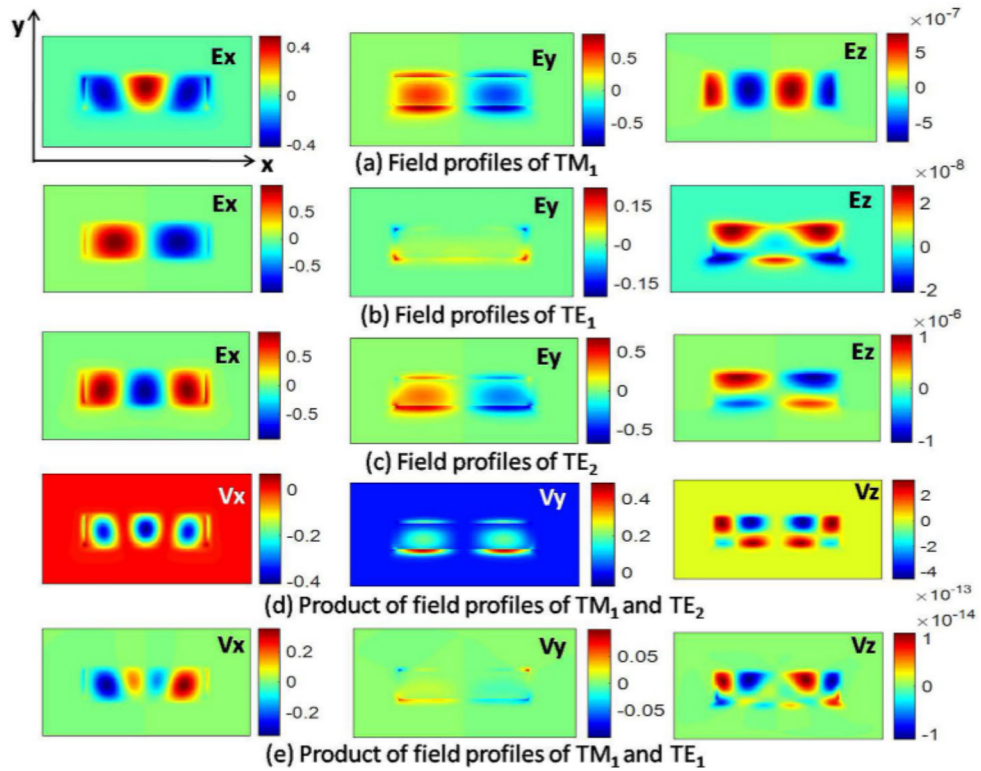 y
x
Ex
0.4
0.2
0
-0.2
-0.4
Ey
0.5
0
-0.5
Ez
×10⁻⁷
5
0
-5
(a) Field profiles of TM₁
Ex
0.5
0
-0.5
Ey
0.15
-0
-0.15
Ez
×10⁻⁸
2
0
-2
(b) Field profiles of TE₁
Ex
0.5
0
-0.5
Ey
0.5
0
-0.5
Ez
×10⁻⁶
1
0
-1
(c) Field profiles of TE₂
Vx
0
-0.2
-0.4
Vy
0.4
0.2
0
Vz
2
0
-2
-4
×10⁻¹³
(d) Product of field profiles of TM₁ and TE₂
Vx
0.2
0
-0.2
Vy
0.05
0
-0.05
Vz
×10⁻¹⁴
1
0
-1
(e) Product of field profiles of TM₁ and TE₁